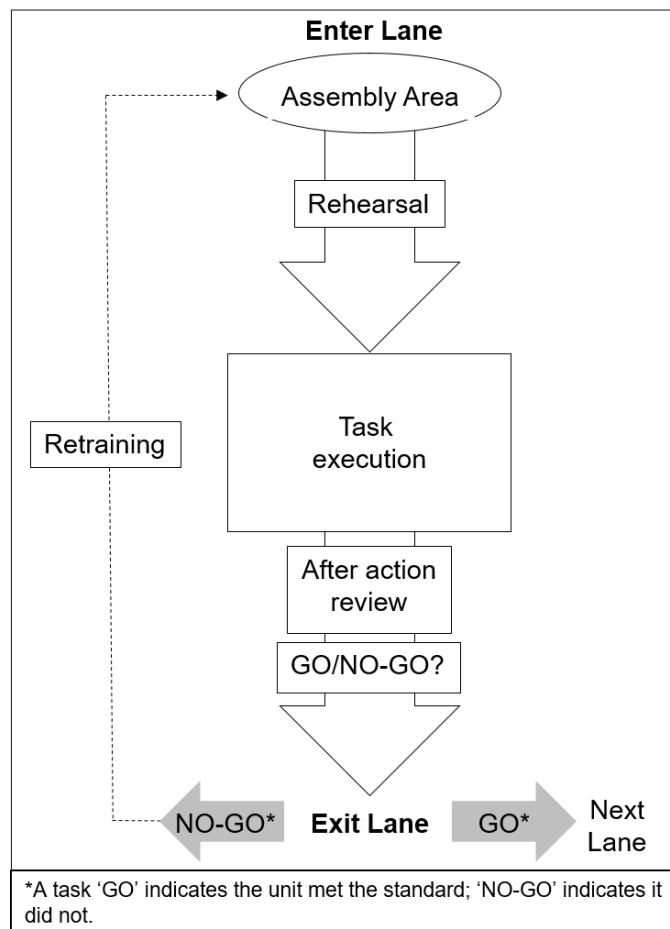 Enter Lane
Assembly Area
Rehearsal
Task
execution
Retraining
After action
review
GO/NO-GO?
NO-GO*
Exit Lane
GO*
Next
Lane
*A task ‘GO’ indicates the unit met the standard; ‘NO-GO’ indicates it
did not.